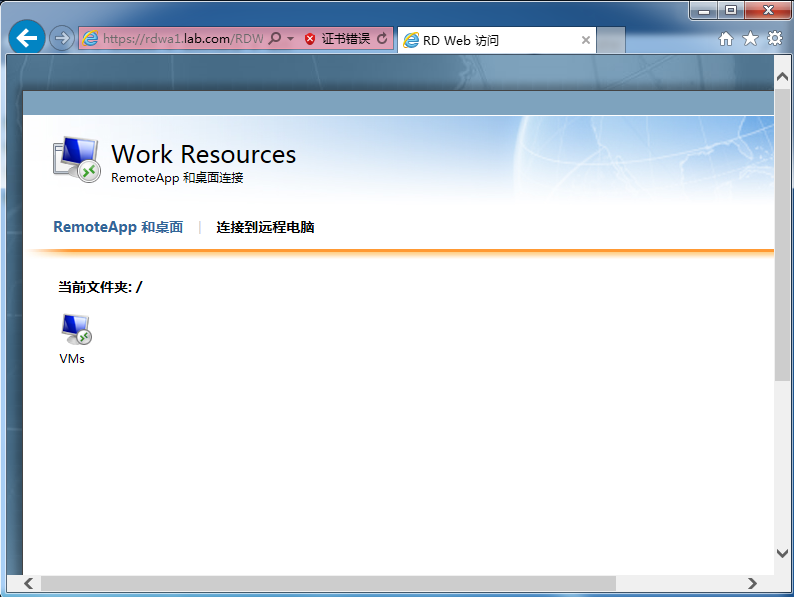 https://rdwa1.lab.com/RDW
证书错误
RD Web 访问
Work Resources
RemoteApp 和桌面连接
RemoteApp 和桌面 | 连接到远程电脑
当前文件夹: /
VMs